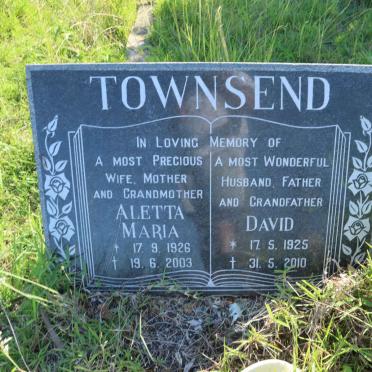 TOWNSEND
IN LOVING MEMORY OF
A MOST PRECIOUS
WIFE, MOTHER
AND GRANDMOTHER
ALETTA
MARIA
* 17. 9. 1926
† 19. 6. 2003
A MOST WONDERFUL
HUSBAND, FATHER
AND GRANDFATHER
DAVID
* 17. 5. 1925
† 31. 5. 2010